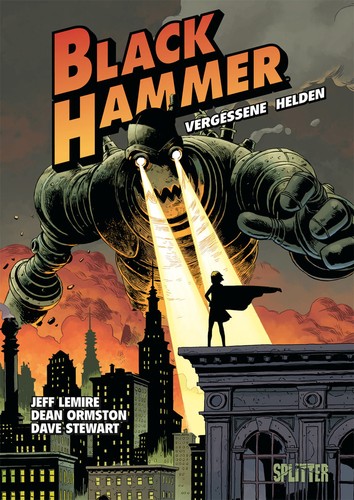 BLACK
HAMMER
VERGESSENE HELDEN
JEFF LEMIRE
DEAN ORMSTON
DAVE STEWART
SPLITTER